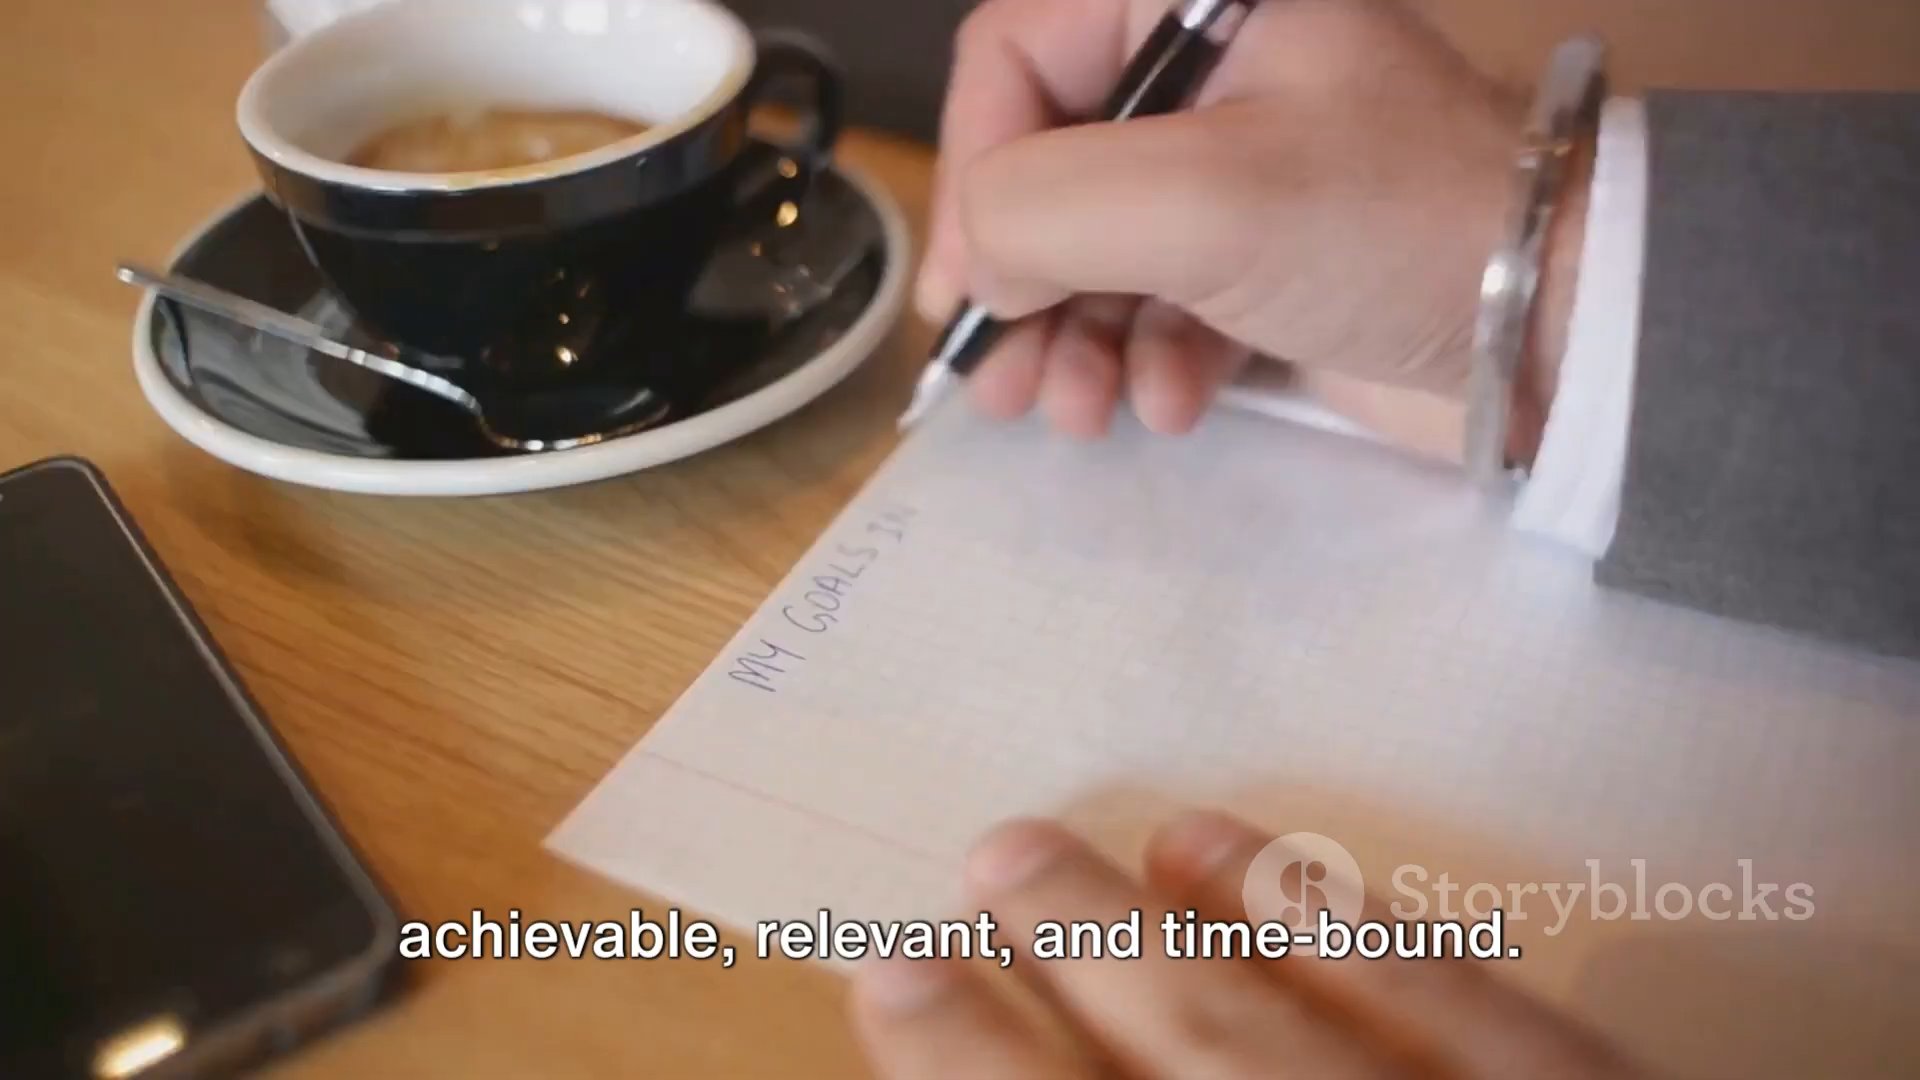 MY GOALS IN
Storyblocks
achievable, relevant, and time-bound.